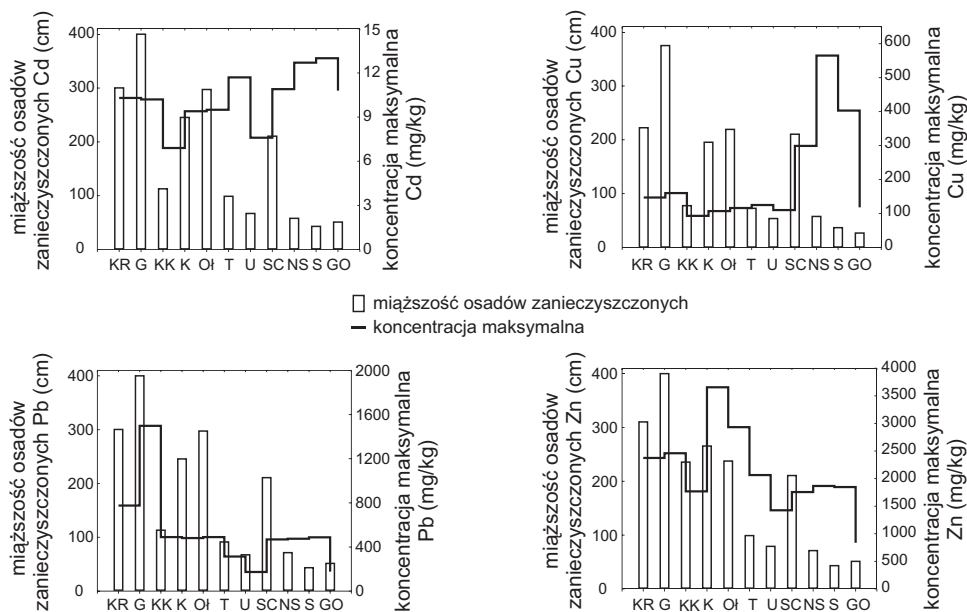 miąższość osadów
zanieczyszczonych Cd (cm)
400
300
200
100
0
15
12
9
6
3
0
koncentracja maksymalna
Cd (mg/kg)
KR G KK K Oł T U SC NS S GO
miąższość osadów
zanieczyszczonych Cu (cm)
400
300
200
100
0
600
500
400
300
200
100
0
koncentracja maksymalna
Cu (mg/kg)
KR G KK K Oł T U SC NS S GO
miąższość osadów zanieczyszczonych
koncentracja maksymalna
miąższość osadów
zanieczyszczonych Pb (cm)
400
300
200
100
0
2000
1600
1200
800
400
0
koncentracja maksymalna
Pb (mg/kg)
KR G KK K Oł T U SC NS S GO
miąższość osadów
zanieczyszczonych Zn (cm)
400
300
200
100
0
4000
3500
3000
2500
2000
1500
1000
500
0
koncentracja maksymalna
Zn (mg/kg)
KR G KK K Oł T U SC NS S GO